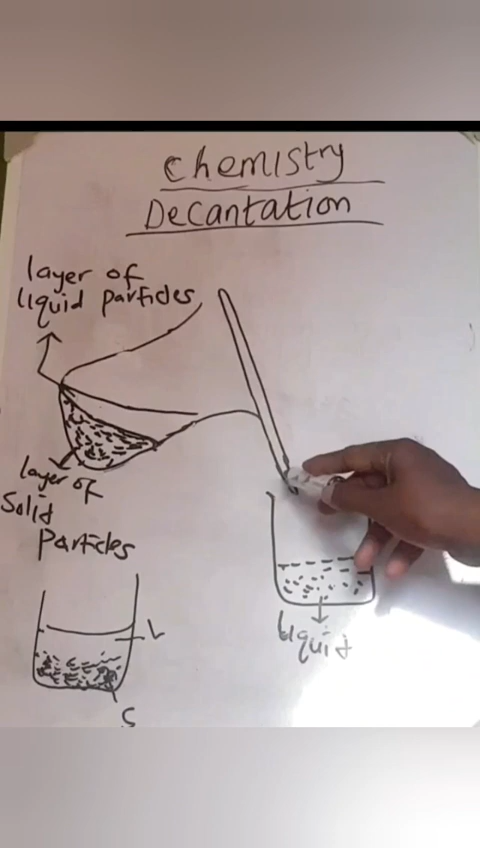 Chemistry
Decantation
layer of
liquid particles
layer of
Solid
Particles
Liquid
L
S